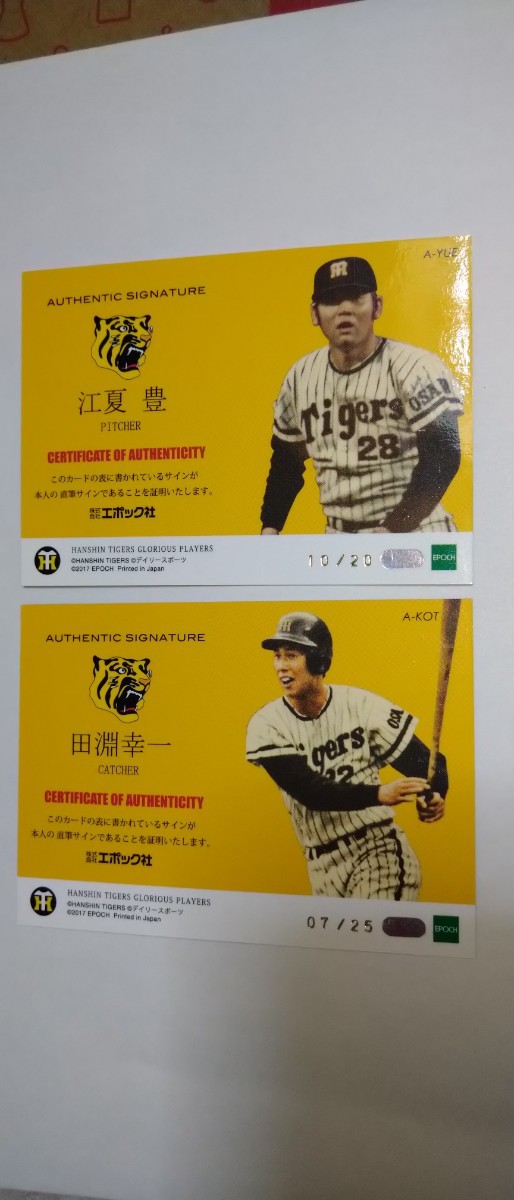 A-YUE
AUTHENTIC SIGNATURE
江夏 豊
PITCHER
CERTIFICATE OF AUTHENTICITY
このカードの表に書かれているサインが
本人の 直筆サインであることを証明いたします。
株式会社 エポック社
Tigers
OSA
28
HANSHIN TIGERS GLORIOUS PLAYERS
©HANSHIN TIGERS ©デイリースポーツ
©2017 EPOCH Printed in Japan
10/20
EPOCH
A-KOT
AUTHENTIC SIGNATURE
田淵幸一
CATCHER
CERTIFICATE OF AUTHENTICITY
このカードの表に書かれているサインが
本人の 直筆サインであることを証明いたします。
株式会社 エポック社
igers
OSA
22
HANSHIN TIGERS GLORIOUS PLAYERS
©HANSHIN TIGERS ©デイリースポーツ
©2017 EPOCH Printed in Japan
07/25
EPOCH